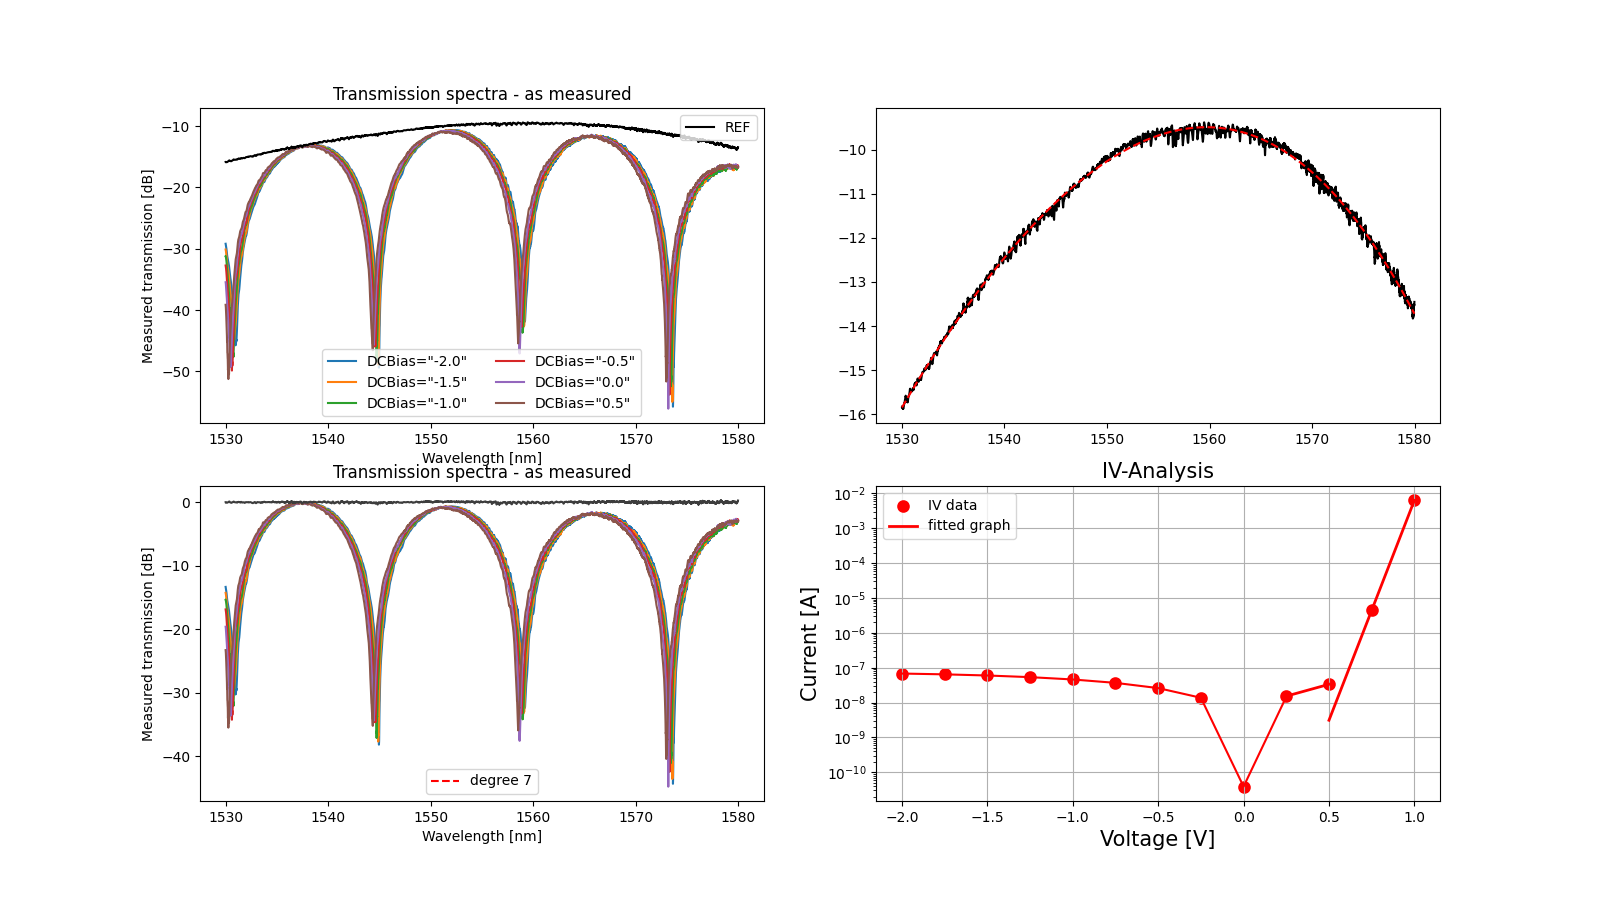 Transmission spectra - as measured
Measured transmission [dB]
−10
−20
−30
−40
−50
REF
DCBias="-2.0"
DCBias="-1.5"
DCBias="-1.0"
DCBias="-0.5"
DCBias="0.0"
DCBias="0.5"
1530 1540 1550 1560 1570 1580
Wavelength [nm]
−10
−11
−12
−13
−14
−15
−16
1530 1540 1550 1560 1570 1580
Transmission spectra - as measured
Measured transmission [dB]
0
−10
−20
−30
−40
degree 7
1530 1540 1550 1560 1570 1580
Wavelength [nm]
IV-Analysis
Current [A]
10⁻²
10⁻³
10⁻⁴
10⁻⁵
10⁻⁶
10⁻⁷
10⁻⁸
10⁻⁹
10⁻¹⁰
IV data
fitted graph
−2.0 −1.5 −1.0 −0.5 0.0 0.5 1.0
Voltage [V]